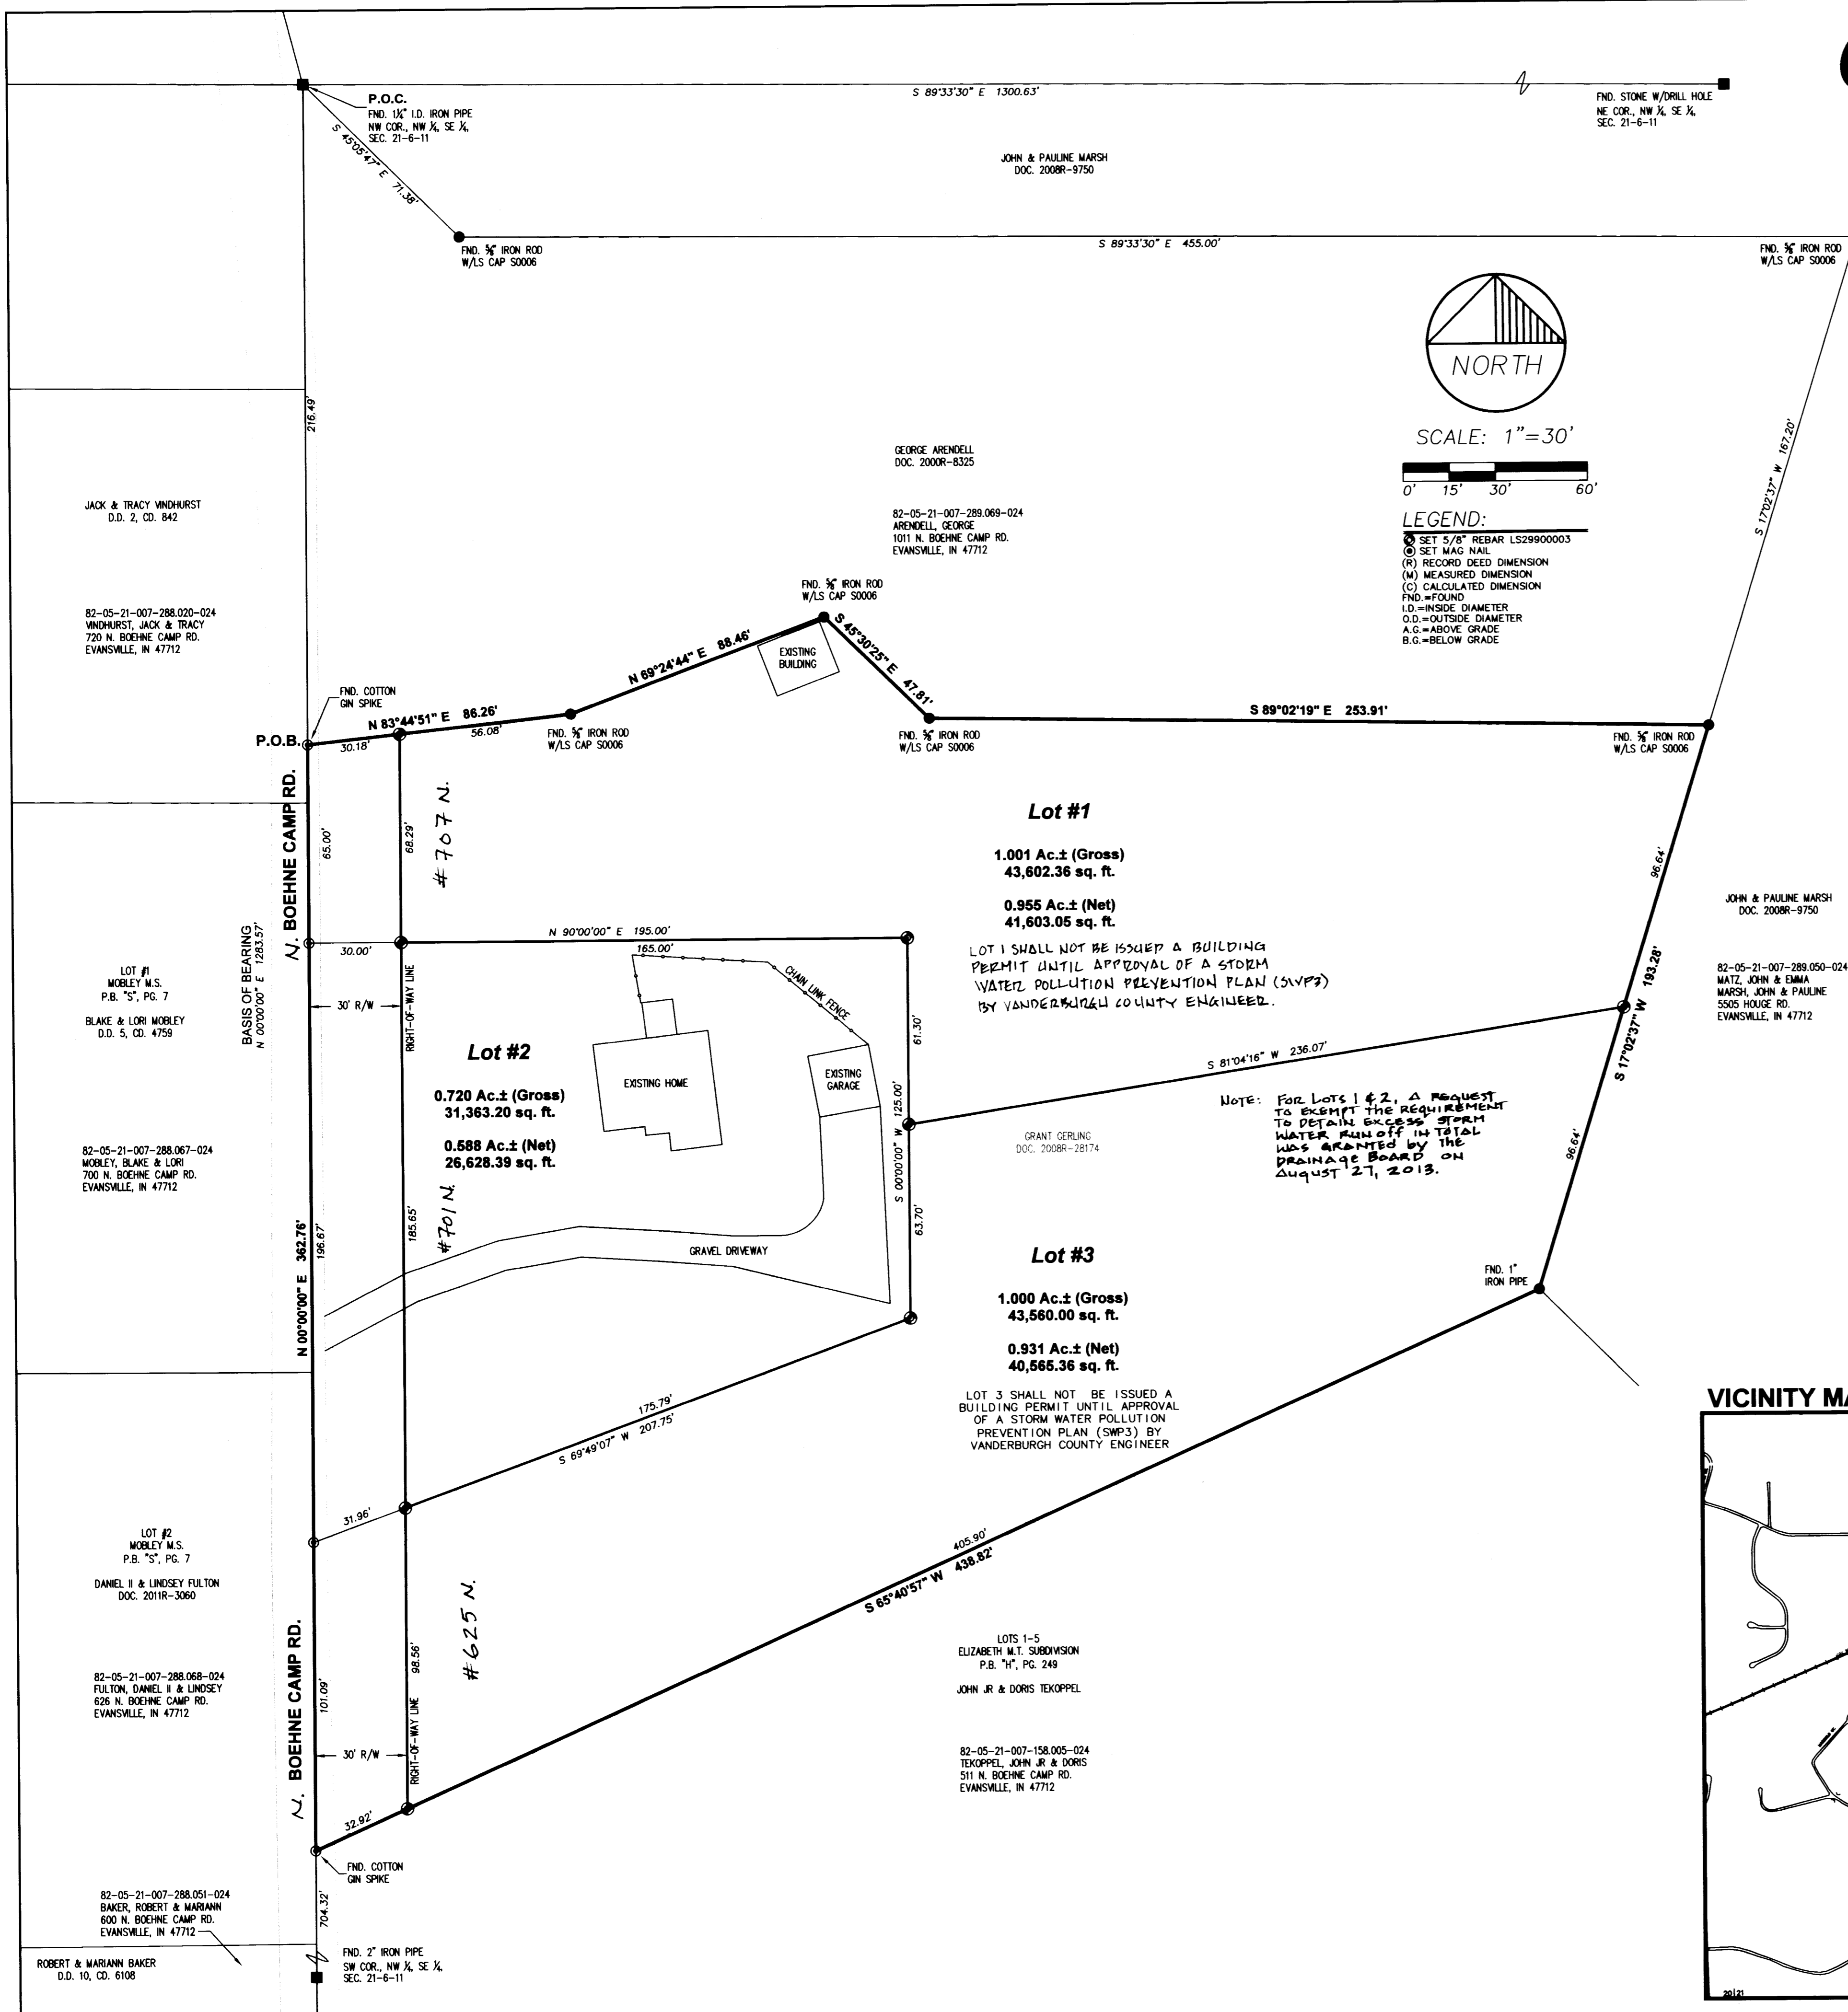 S 89°33'30" E 1300.63'
P.O.C.
FND. 1¼" I.D. IRON PIPE
NW COR., NW ¼, SE ¼,
SEC. 21-6-11
FND. STONE W/DRILL HOLE
NE COR., NW ¼, SE ¼,
SEC. 21-6-11
S 45°05'47" E 71.38'
JOHN & PAULINE MARSH
DOC. 2008R-9750
FND. ⅝" IRON ROD
W/LS CAP S0006
S 89°33'30" E 455.00'
FND. ⅝" IRON ROD
W/LS CAP S0006
NORTH
SCALE: 1"=30'
0' 15' 30' 60'
LEGEND:
SET 5/8" REBAR LS29900003
SET MAG NAIL
(R) RECORD DEED DIMENSION
(M) MEASURED DIMENSION
(C) CALCULATED DIMENSION
FND.=FOUND
I.D.=INSIDE DIAMETER
O.D.=OUTSIDE DIAMETER
A.G.=ABOVE GRADE
B.G.=BELOW GRADE
216.49'
S 17°02'37" W 167.20'
GEORGE ARENDELL
DOC. 2000R-8325
82-05-21-007-289.069-024
ARENDELL, GEORGE
1011 N. BOEHNE CAMP RD.
EVANSVILLE, IN 47712
JACK & TRACY VINDHURST
D.D. 2, CD. 842
82-05-21-007-288.020-024
VINDHURST, JACK & TRACY
720 N. BOEHNE CAMP RD.
EVANSVILLE, IN 47712
FND. ⅝" IRON ROD
W/LS CAP S0006
N 69°24'44" E 88.46'
S 45°30'25" E 47.81'
EXISTING
BUILDING
FND. COTTON
GIN SPIKE
N 83°44'51" E 86.26'
P.O.B.
30.18'
56.08'
FND. ⅝" IRON ROD
W/LS CAP S0006
FND. ⅝" IRON ROD
W/LS CAP S0006
S 89°02'19" E 253.91'
FND. ⅝" IRON ROD
W/LS CAP S0006
N. BOEHNE CAMP RD.
65.00'
68.29'
#707 N.
Lot #1
1.001 Ac.± (Gross)
43,602.36 sq. ft.
0.955 Ac.± (Net)
41,603.05 sq. ft.
LOT 1 SHALL NOT BE ISSUED A BUILDING
PERMIT UNTIL APPROVAL OF A STORM
WATER POLLUTION PREVENTION PLAN (SWP3)
BY VANDERBURGH COUNTY ENGINEER.
96.64'
S 17°02'37" W 193.28'
96.64'
JOHN & PAULINE MARSH
DOC. 2008R-9750
82-05-21-007-289.050-024
MATZ, JOHN & EMMA
MARSH, JOHN & PAULINE
5505 HOUGE RD.
EVANSVILLE, IN 47712
BASIS OF BEARING
N 00°00'00" E 1283.57'
LOT #1
MOBLEY M.S.
P.B. "S", PG. 7
BLAKE & LORI MOBLEY
D.D. 5, CD. 4759
82-05-21-007-288.067-024
MOBLEY, BLAKE & LORI
700 N. BOEHNE CAMP RD.
EVANSVILLE, IN 47712
N 90°00'00" E 195.00'
30.00'
165.00'
30' R/W
RIGHT-OF-WAY LINE
CHAIN LINK FENCE
Lot #2
0.720 Ac.± (Gross)
31,363.20 sq. ft.
0.588 Ac.± (Net)
26,628.39 sq. ft.
EXISTING HOME
EXISTING
GARAGE
61.30'
S 00°00'00" W 125.00'
63.70'
S 81°04'16" W 236.07'
GRANT GERLING
DOC. 2008R-28174
NOTE: FOR LOTS 1 & 2, A REQUEST
TO EXEMPT THE REQUIREMENT
TO DETAIN EXCESS STORM
WATER RUNOFF IN TOTAL
WAS GRANTED BY THE
DRAINAGE BOARD ON
AUGUST 27, 2013.
N 00°00'00" E 362.76'
196.67'
185.65'
#701 N.
GRAVEL DRIVEWAY
Lot #3
1.000 Ac.± (Gross)
43,560.00 sq. ft.
0.931 Ac.± (Net)
40,565.36 sq. ft.
LOT 3 SHALL NOT BE ISSUED A
BUILDING PERMIT UNTIL APPROVAL
OF A STORM WATER POLLUTION
PREVENTION PLAN (SWP3) BY
VANDERBURGH COUNTY ENGINEER
FND. 1"
IRON PIPE
175.79'
S 69°49'07" W 207.75'
31.96'
405.90'
S 65°40'57" W 438.82'
VICINITY MA
LOT #2
MOBLEY M.S.
P.B. "S", PG. 7
DANIEL II & LINDSEY FULTON
DOC. 2011R-3060
82-05-21-007-288.068-024
FULTON, DANIEL II & LINDSEY
626 N. BOEHNE CAMP RD.
EVANSVILLE, IN 47712
N. BOEHNE CAMP RD.
101.09'
98.56'
#625 N.
RIGHT-OF-WAY LINE
30' R/W
32.92'
LOTS 1-5
ELIZABETH M.T. SUBDIVISION
P.B. "H", PG. 249
JOHN JR & DORIS TEKOPPEL
82-05-21-007-158.005-024
TEKOPPEL, JOHN JR & DORIS
511 N. BOEHNE CAMP RD.
EVANSVILLE, IN 47712
FND. COTTON
GIN SPIKE
82-05-21-007-288.051-024
BAKER, ROBERT & MARIANN
600 N. BOEHNE CAMP RD.
EVANSVILLE, IN 47712
704.32'
ROBERT & MARIANN BAKER
D.D. 10, CD. 6108
FND. 2" IRON PIPE
SW COR., NW ¼, SE ¼,
SEC. 21-6-11
20|21